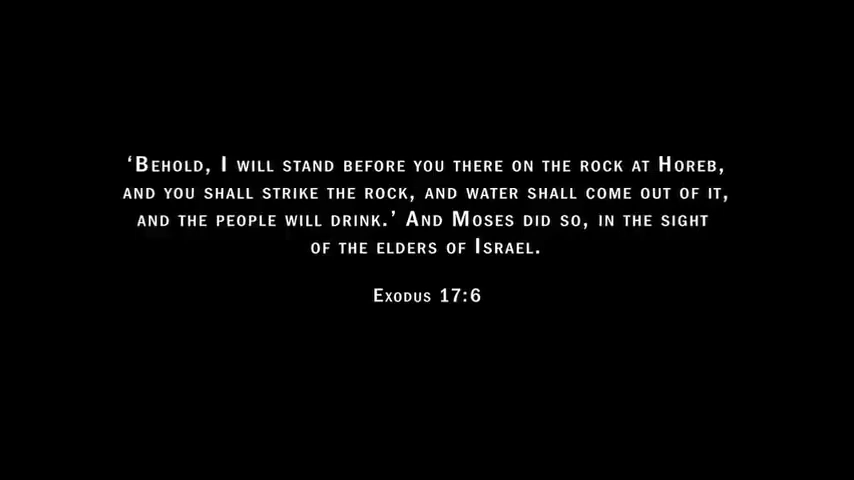 ‘Behold, I will stand before you there on the rock at Horeb,
and you shall strike the rock, and water shall come out of it,
and the people will drink.’ And Moses did so, in the sight
of the elders of Israel.
Exodus 17:6